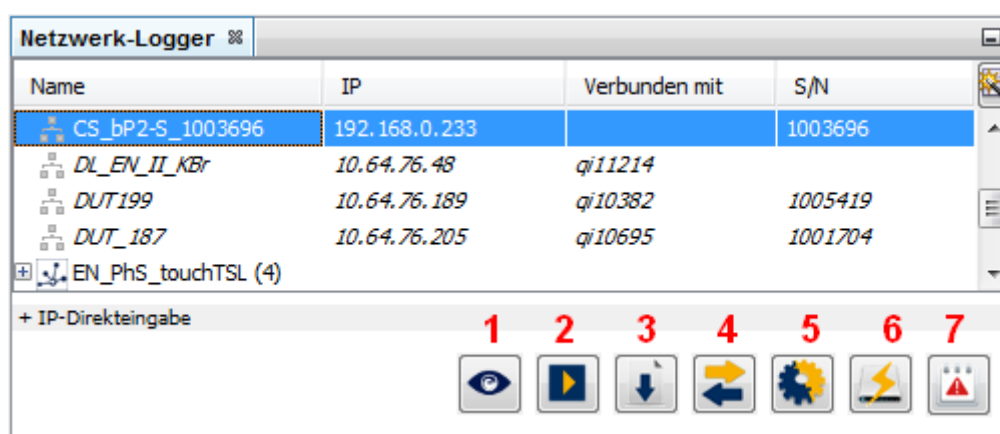 Netzwerk-Logger
Name IP Verbunden mit S/N
CS_bP2-S_1003696 192.168.0.233 1003696
DL_EN_II_KBr 10.64.76.48 qi11214
DUT199 10.64.76.189 qi10382 1005419
DUT_187 10.64.76.205 qi10695 1001704
EN_PhS_touchTSL (4)
+ IP-Direkteingabe
1 2 3 4 5 6 7